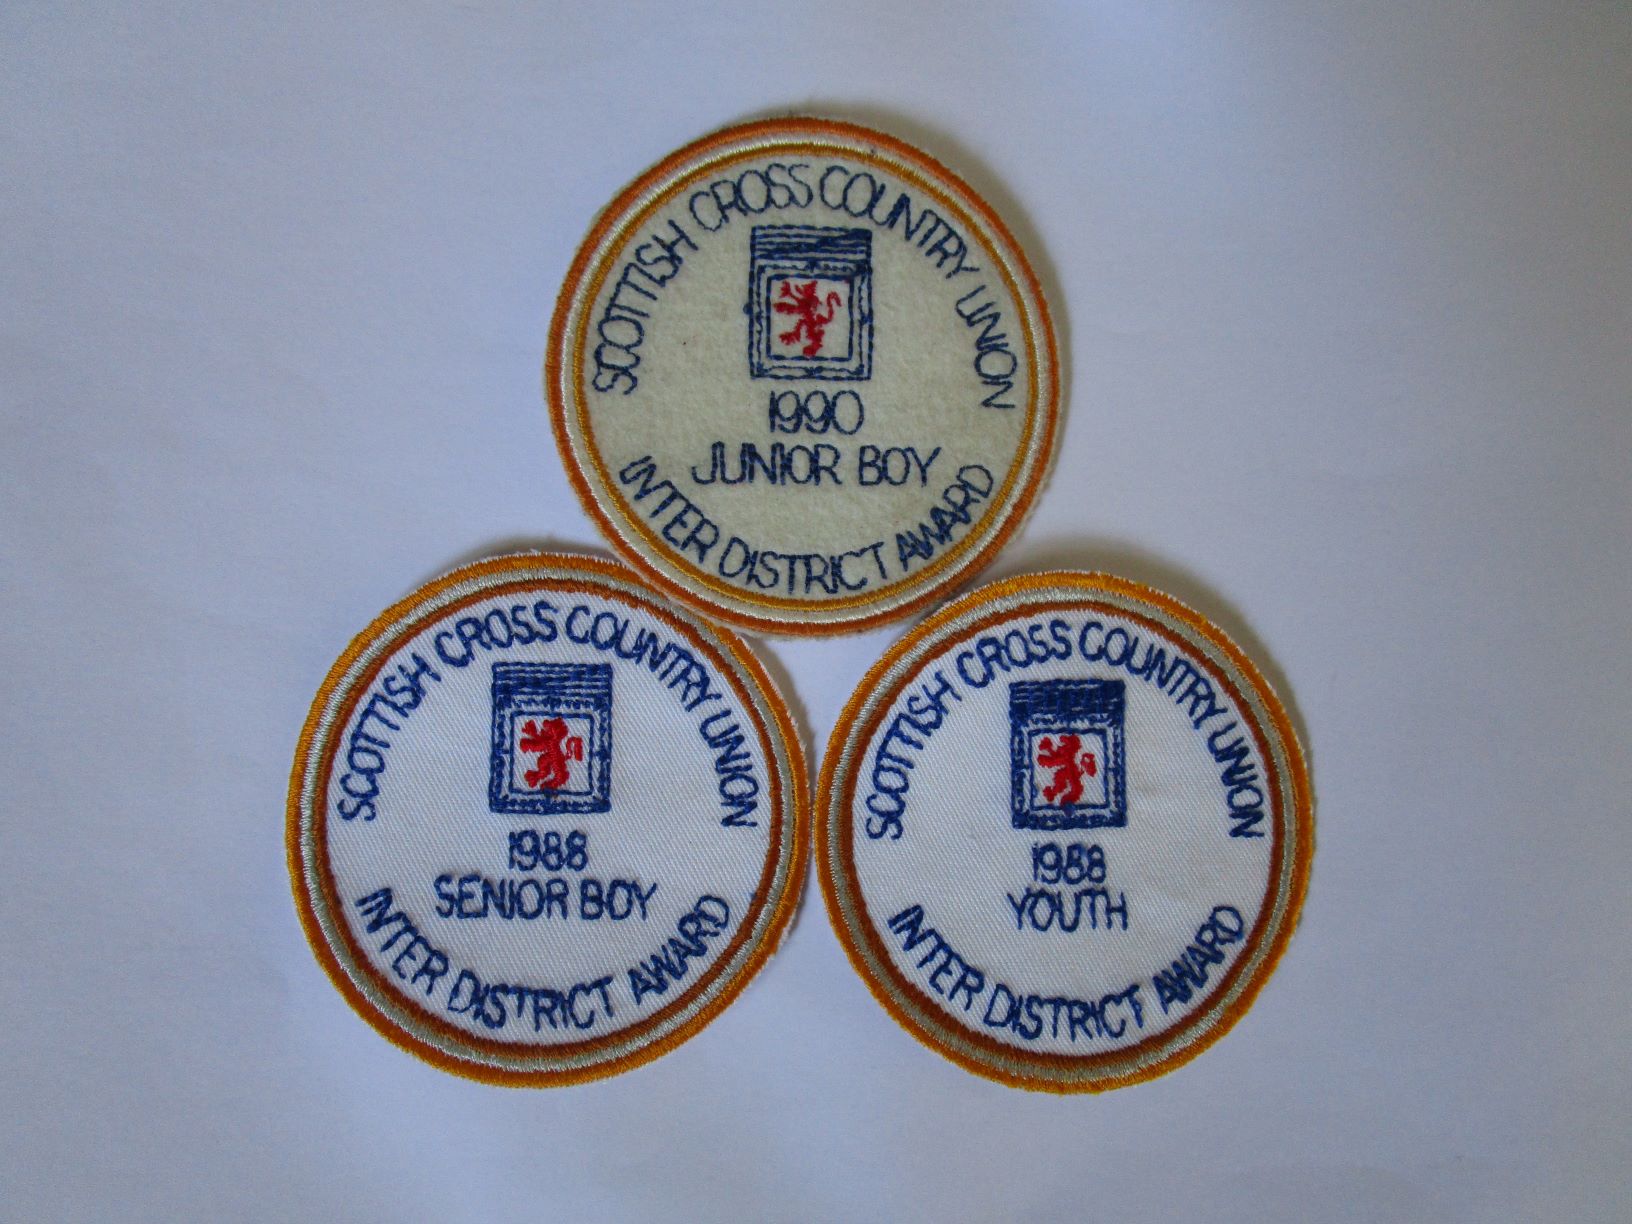 SCOTTISH CROSS COUNTRY UNION
1990
JUNIOR BOY
INTER DISTRICT AWARD
SCOTTISH CROSS COUNTRY UNION
1988
SENIOR BOY
INTER DISTRICT AWARD
SCOTTISH CROSS COUNTRY UNION
1988
YOUTH
INTER DISTRICT AWARD